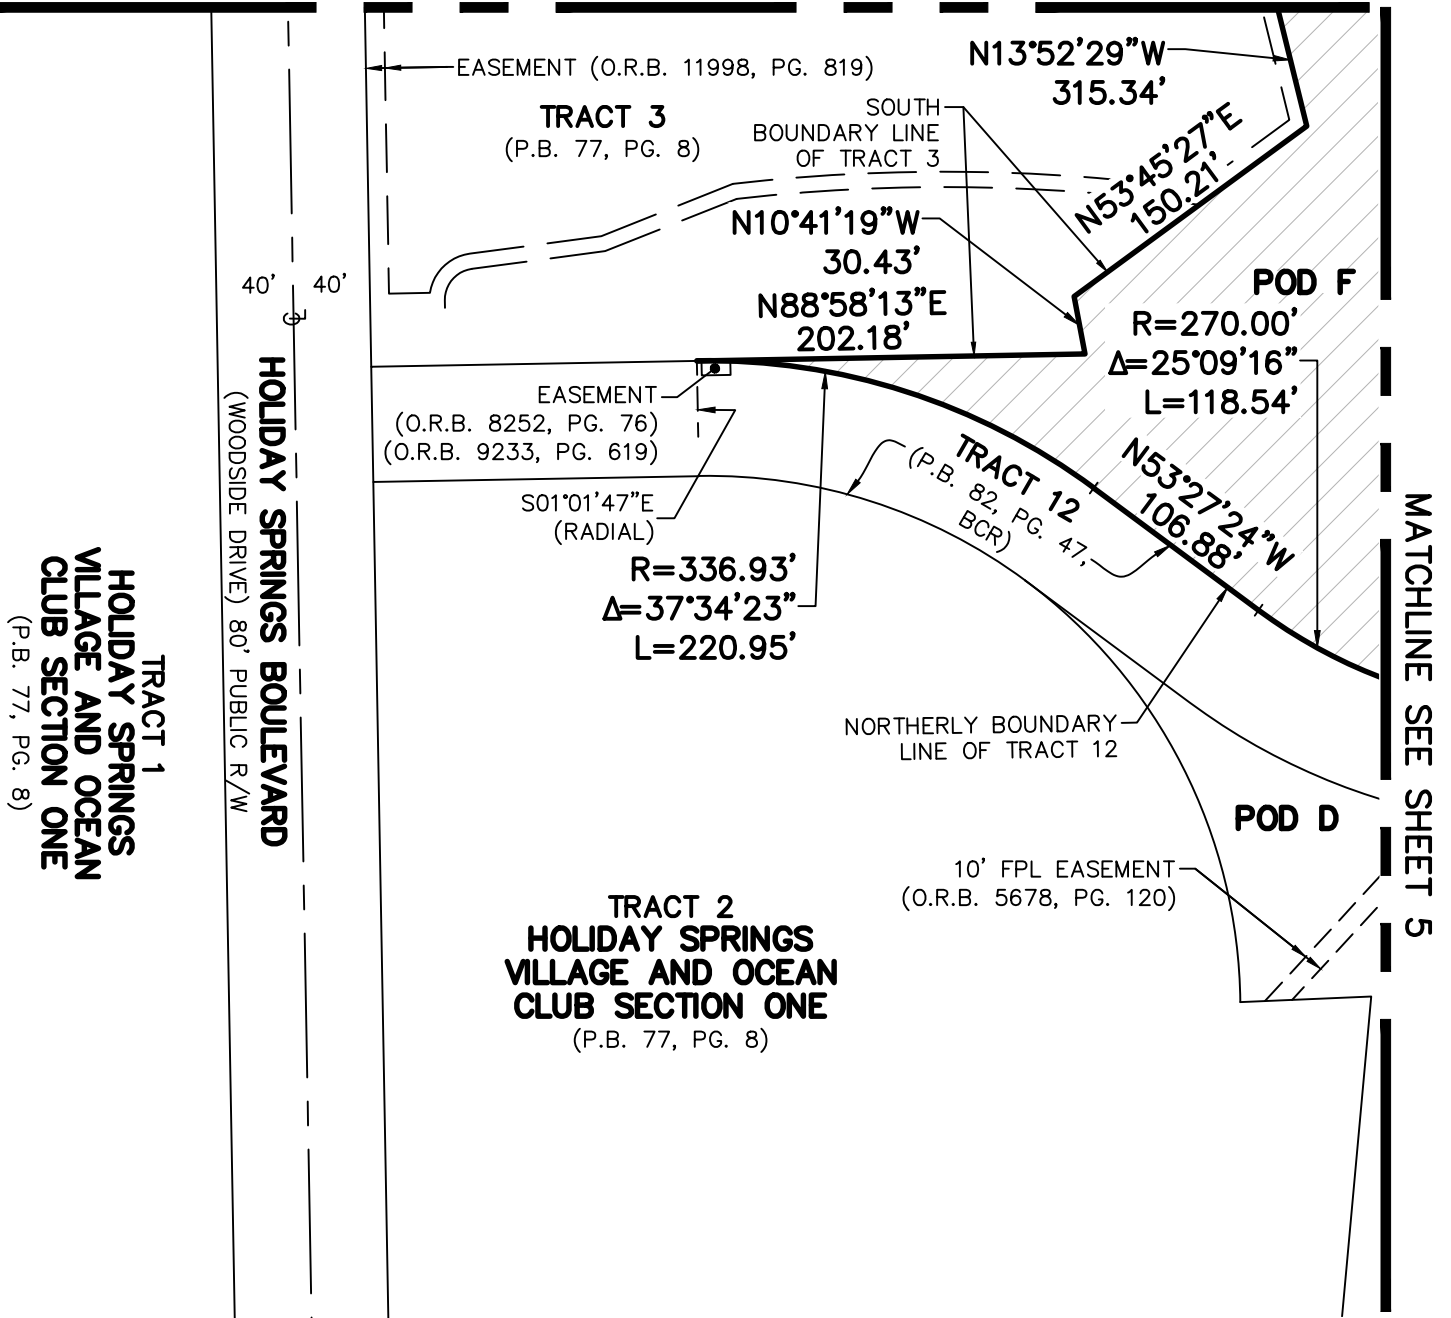 EASEMENT (O.R.B. 11998, PG. 819)
TRACT 3
(P.B. 77, PG. 8)
SOUTH
BOUNDARY LINE
OF TRACT 3
N13°52'29"W
315.34'
N53°45'27"E
150.21'
N10°41'19"W
30.43'
N88°58'13"E
202.18'
POD F
R=270.00'
Δ=25°09'16"
L=118.54'
40' 40'
HOLIDAY SPRINGS BOULEVARD
(WOODSIDE DRIVE) 80' PUBLIC R/W
EASEMENT
(O.R.B. 8252, PG. 76)
(O.R.B. 9233, PG. 619)
S01°01'47"E
(RADIAL)
R=336.93'
Δ=37°34'23"
L=220.95'
TRACT 12
(P.B. 82, PG. 47,
BCR)
N53°27'24"W
106.88'
NORTHERLY BOUNDARY
LINE OF TRACT 12
POD D
10' FPL EASEMENT
(O.R.B. 5678, PG. 120)
MATCHLINE SEE SHEET 5
TRACT 1
HOLIDAY SPRINGS
VILLAGE AND OCEAN
CLUB SECTION ONE
(P.B. 77, PG. 8)
TRACT 2
HOLIDAY SPRINGS
VILLAGE AND OCEAN
CLUB SECTION ONE
(P.B. 77, PG. 8)